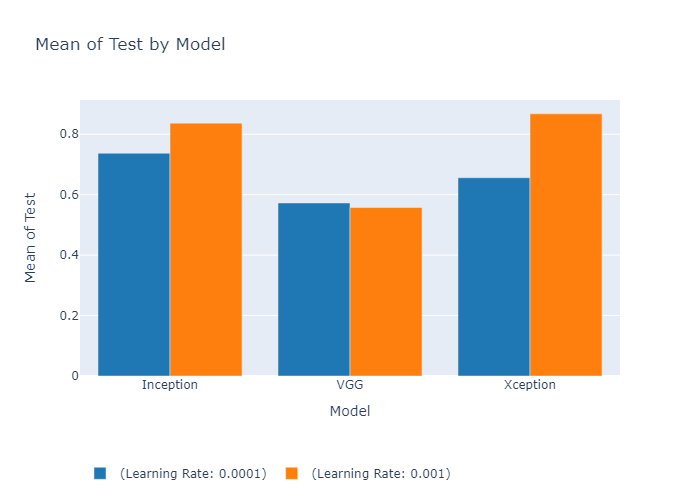 Mean of Test by Model
Mean of Test
0.8
0.6
0.4
0.2
0
Inception VGG Xception
Model
(Learning Rate: 0.0001) (Learning Rate: 0.001)